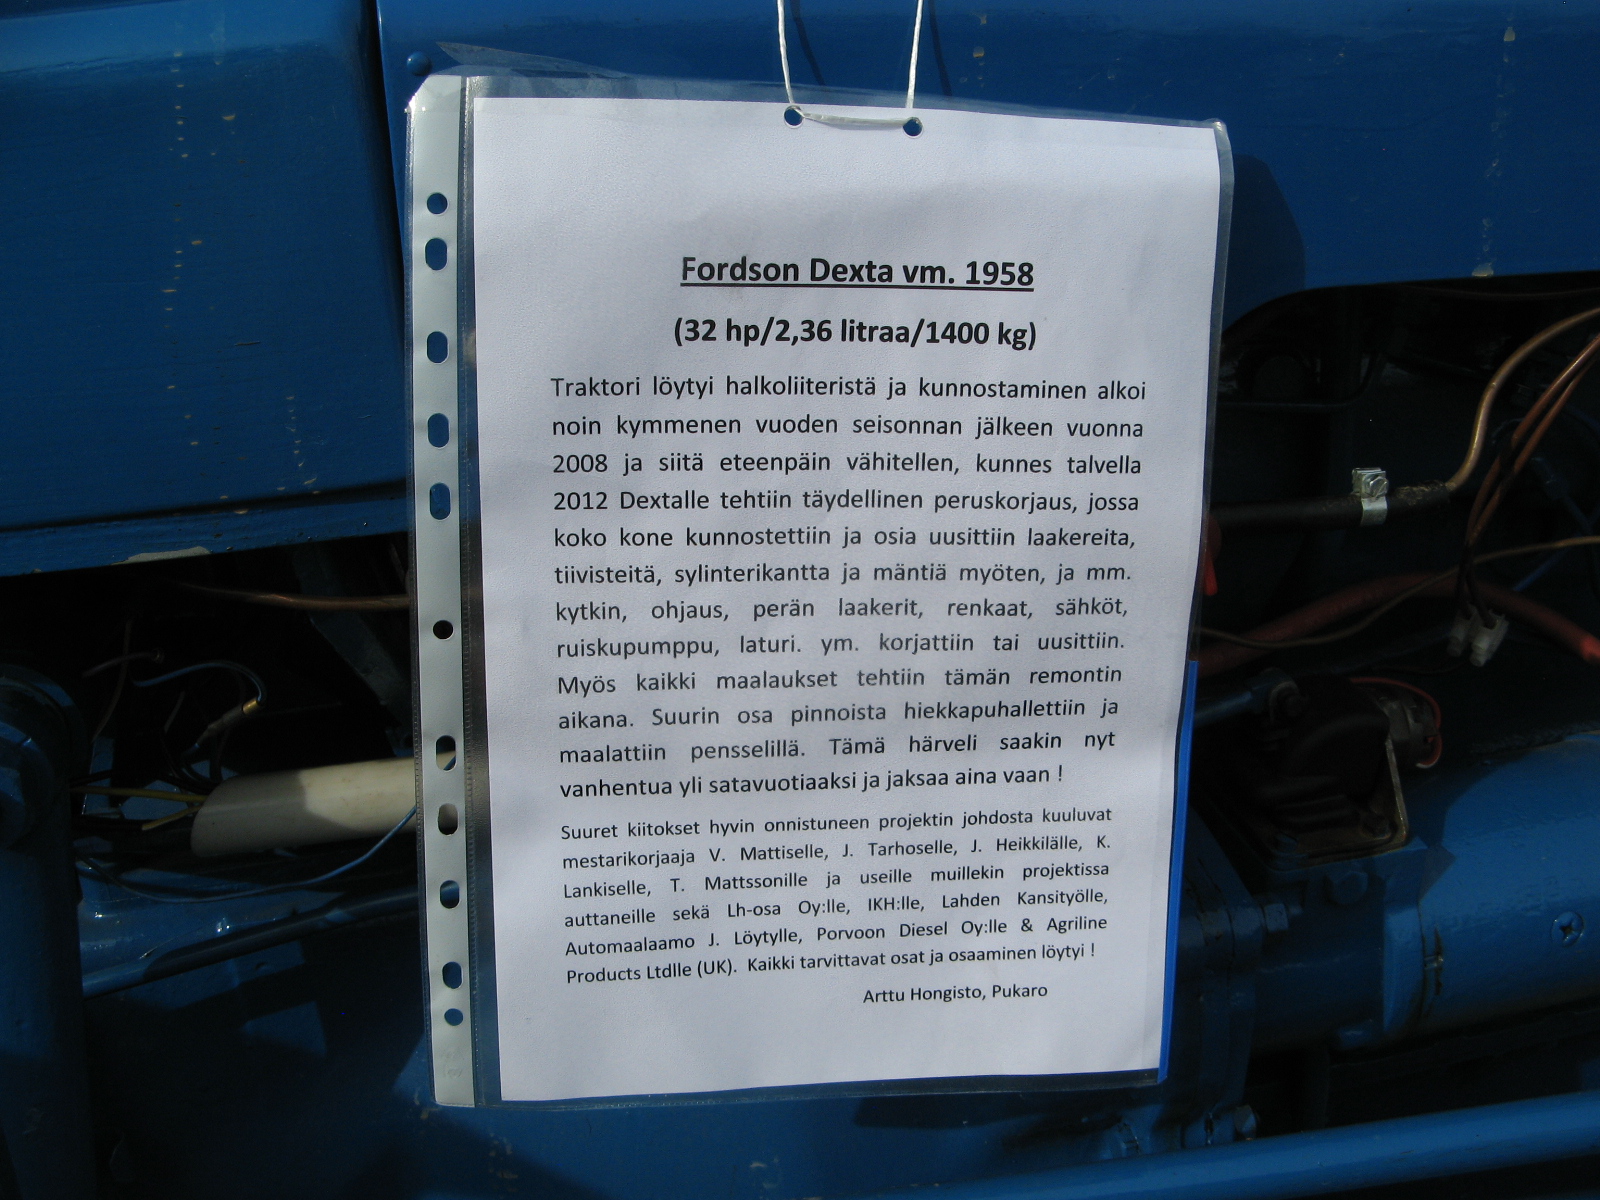 Fordson Dexta vm. 1958
(32 hp/2,36 litraa/1400 kg)
Traktori löytyi halkoliiteristä ja kunnostaminen alkoi
noin kymmenen vuoden seisonnan jälkeen vuonna
2008 ja siitä eteenpäin vähitellen, kunnes talvella
2012 Dextalle tehtiin täydellinen peruskorjaus, jossa
koko kone kunnostettiin ja osia uusittiin laakereita,
tiivisteitä, sylinterikantta ja mäntiä myöten, ja mm.
kytkin, ohjaus, perän laakerit, renkaat, sähköt,
ruiskupumppu, laturi. ym. korjattiin tai uusittiin.
Myös kaikki maalaukset tehtiin tämän remontin
aikana. Suurin osa pinnoista hiekkapuhallettiin ja
maalattiin pensselillä. Tämä härveli saakin nyt
vanhentua yli satavuotiaaksi ja jaksaa aina vaan !
Suuret kiitokset hyvin onnistuneen projektin johdosta kuuluvat
mestarikorjaaja V. Mattiselle, J. Tarhoselle, J. Heikkilälle, K.
Lankiselle, T. Mattssonille ja useille muillekin projektissa
auttaneille sekä Lh-osa Oy:lle, IKH:lle, Lahden Kansityölle,
Automaalaamo J. Löytylle, Porvoon Diesel Oy:lle & Agriline
Products Ltdlle (UK). Kaikki tarvittavat osat ja osaaminen löytyi !
Arttu Hongisto, Pukaro